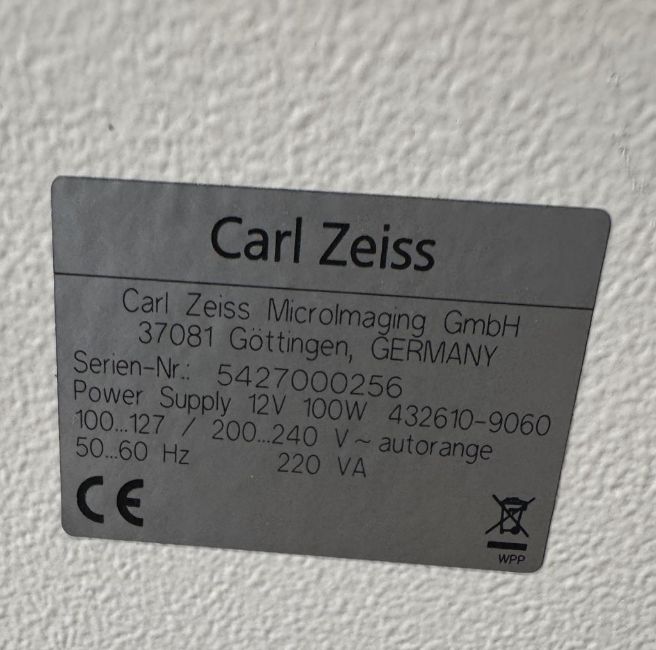 Carl Zeiss
Carl Zeiss MicroImaging GmbH
37081 Göttingen, GERMANY
Serien-Nr.: 5427000256
Power Supply 12V 100W 432610-9060
100...127 / 200...240 V ~ autorange
50...60 Hz 220 VA
CE
WPP